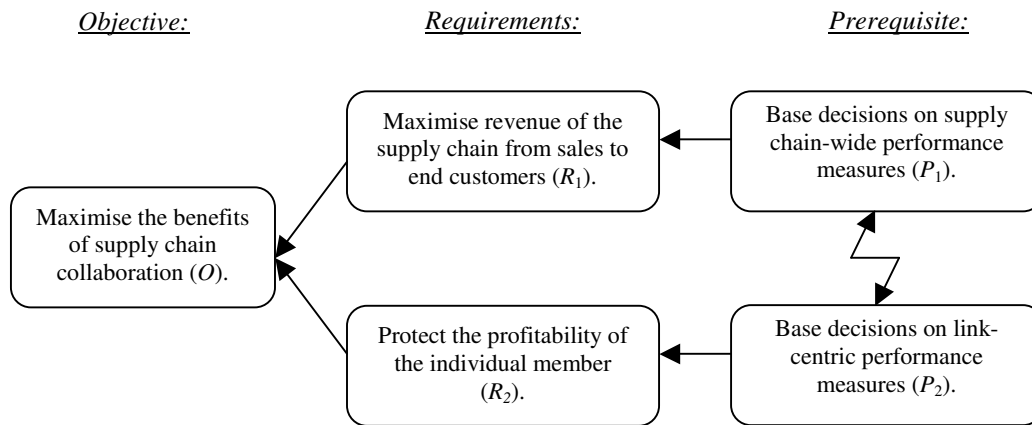 Objective:
Requirements:
Prerequisite:
Maximise the benefits
of supply chain
collaboration (O).
Maximise revenue of the
supply chain from sales to
end customers (R₁).
Protect the profitability of
the individual member
(R₂).
Base decisions on supply
chain-wide performance
measures (P₁).
Base decisions on link-
centric performance
measures (P₂).